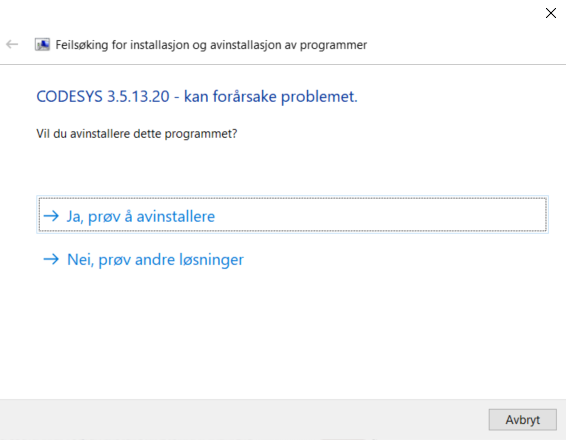 Feilsøking for installasjon og avinstallasjon av programmer
CODESYS 3.5.13.20 - kan forårsake problemet.
Vil du avinstallere dette programmet?
Ja, prøv å avinstallere
Nei, prøv andre løsninger
Avbryt